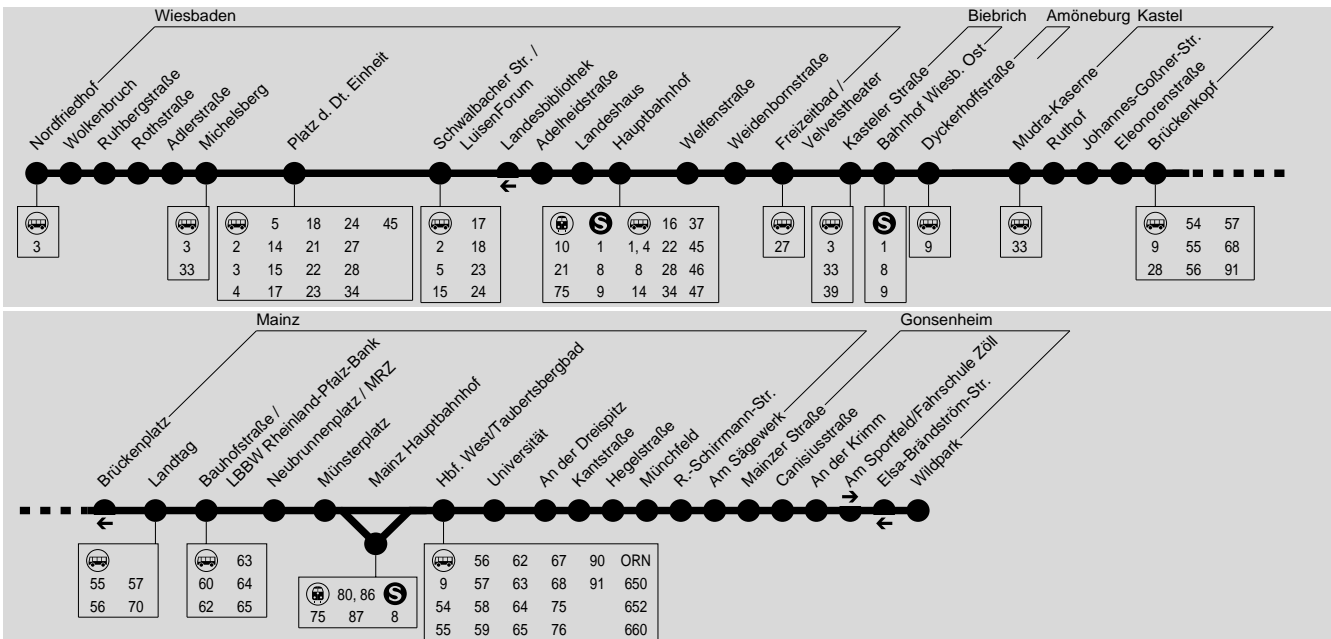 Wiesbaden
Biebrich
Amöneburg
Kastel
Nordfriedhof
Wolkenbruch
Ruhbergstraße
Rothstraße
Adlerstraße
Michelsberg
Platz d. Dt. Einheit
Schwalbacher Str. /
LuisenForum
Landesbibliothek
Adelheidstraße
Landeshaus
Hauptbahnhof
Welfenstraße
Weidenbornstraße
Freizeitbad /
Velvetstheater
Kasteler Straße
Bahnhof Wiesb. Ost
Dyckerhoffstraße
Mudra-Kaserne
Ruthof
Johannes-Goßner-Str.
Eleonorenstraße
Brückenkopf
←
3
3
33
5 18 24 45
2 14 21 27
3 15 22 28
4 17 23 34
17
2 18
5 23
15 24
S 16 37
10 1 1, 4 22 45
21 8 8 28 46
75 9 14 34 47
27
3
33
39
S
1
8
9
9
33
54 57
9 55 68
28 56 91
Mainz
Gonsenheim
Brückenplatz
Landtag
Bauhofstraße /
LBBW Rheinland-Pfalz-Bank
Neubrunnenplatz / MRZ
Münsterplatz
Mainz Hauptbahnhof
Hbf. West/Taubertsbergbad
Universität
An der Dreispitz
Kantstraße
Hegelstraße
Münchfeld
R.-Schirrmann-Str.
Am Sägewerk
Mainzer Straße
Canisiusstraße
An der Krimm
Am Sportfeld/Fahrschule Zöll
Elsa-Brändström-Str.
Wildpark
←
→
←
55 57
56 70
63
60 64
62 65
80, 86 S
75 87 8
56 62 67 90 ORN
9 57 63 68 91 650
54 58 64 75 652
55 59 65 76 660